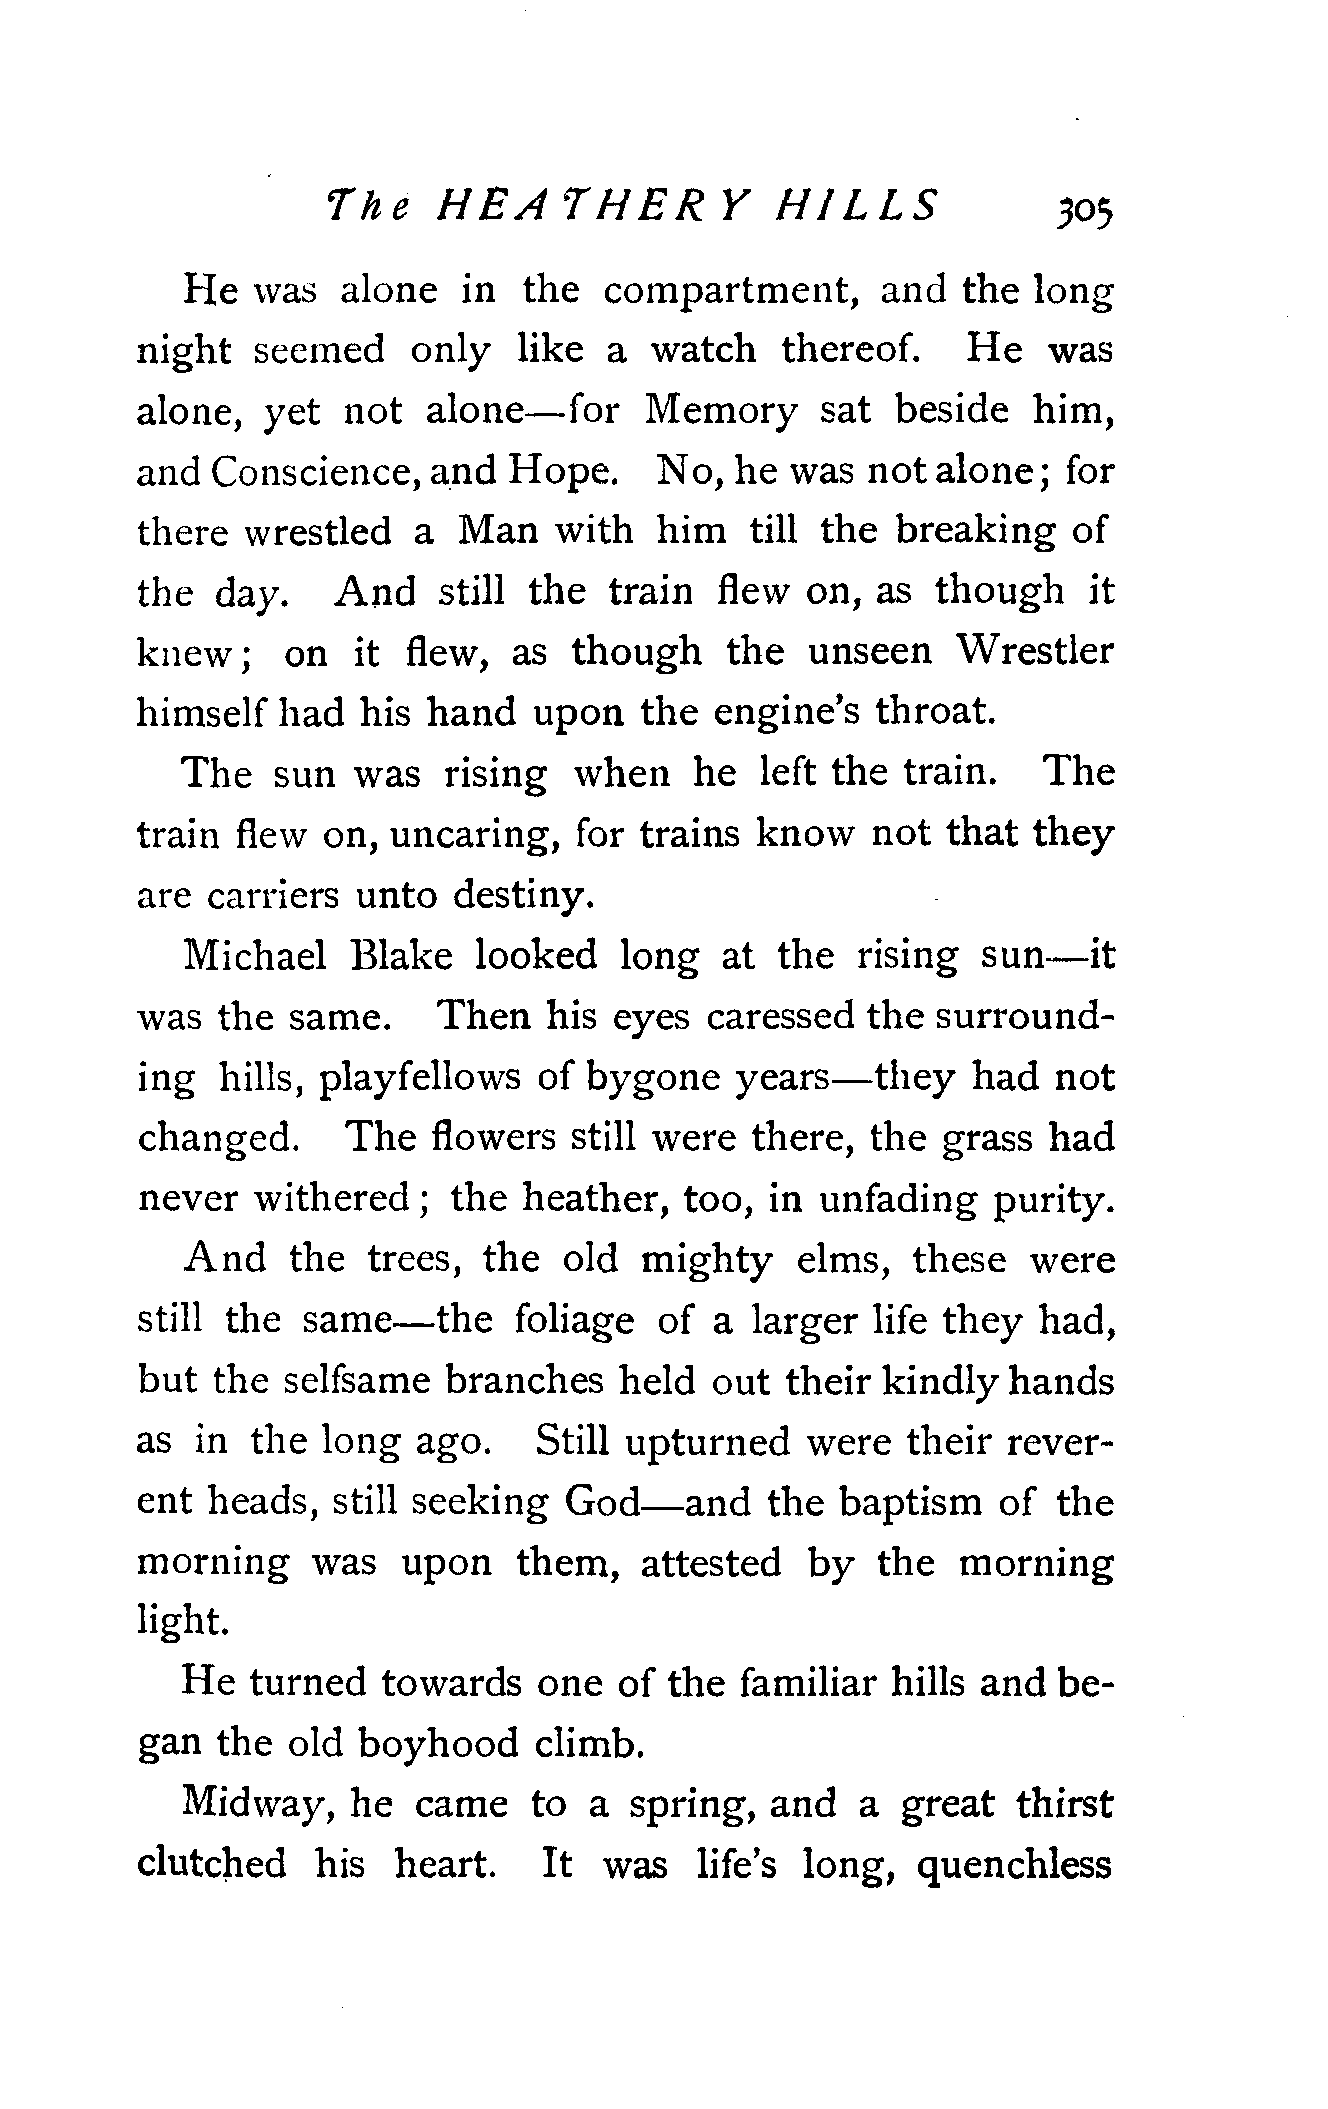 The HEATHERY HILLS 305
He was alone in the compartment, and the long
night seemed only like a watch thereof. He was
alone, yet not alone—for Memory sat beside him,
and Conscience, and Hope. No, he was not alone; for
there wrestled a Man with him till the breaking of
the day. And still the train flew on, as though it
knew; on it flew, as though the unseen Wrestler
himself had his hand upon the engine's throat.
The sun was rising when he left the train. The
train flew on, uncaring, for trains know not that they
are carriers unto destiny.
Michael Blake looked long at the rising sun—it
was the same. Then his eyes caressed the surround-
ing hills, playfellows of bygone years—they had not
changed. The flowers still were there, the grass had
never withered; the heather, too, in unfading purity.
And the trees, the old mighty elms, these were
still the same—the foliage of a larger life they had,
but the selfsame branches held out their kindly hands
as in the long ago. Still upturned were their rever-
ent heads, still seeking God—and the baptism of the
morning was upon them, attested by the morning
light.
He turned towards one of the familiar hills and be-
gan the old boyhood climb.
Midway, he came to a spring, and a great thirst
clutched his heart. It was life's long, quenchless